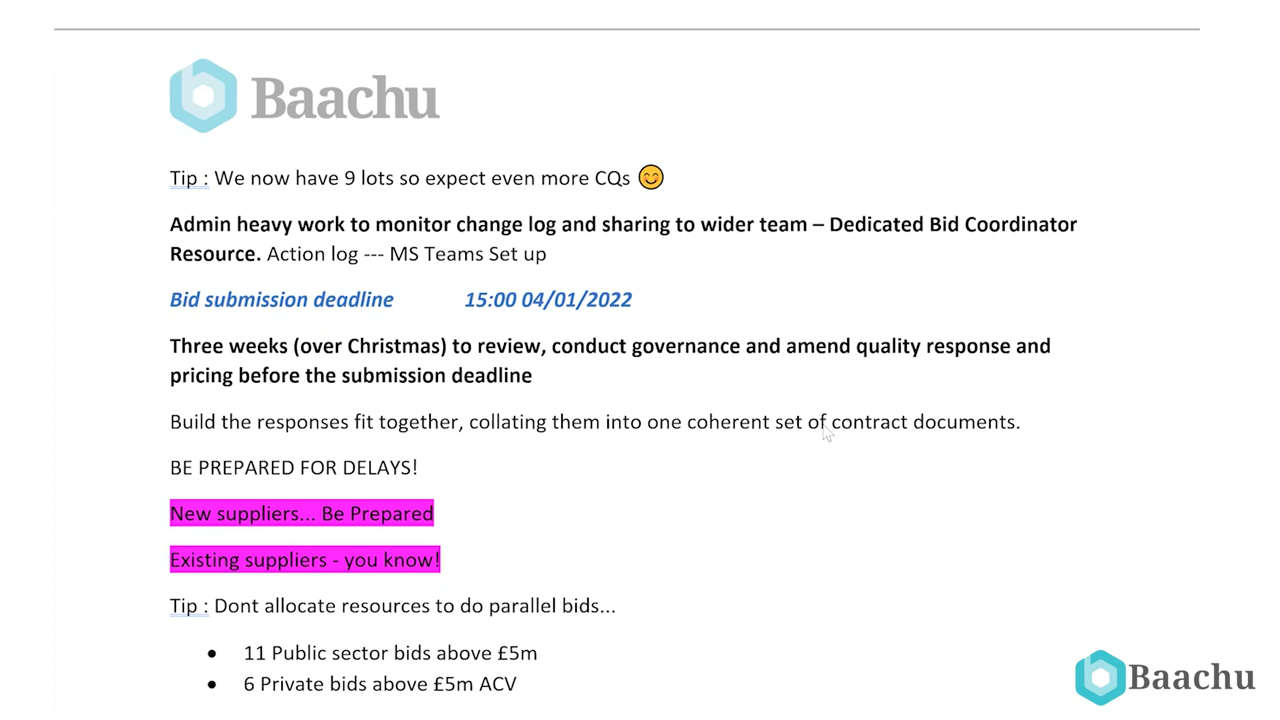 Baachu
Tip : We now have 9 lots so expect even more CQs 😊
Admin heavy work to monitor change log and sharing to wider team – Dedicated Bid Coordinator
Resource. Action log --- MS Teams Set up
Bid submission deadline 15:00 04/01/2022
Three weeks (over Christmas) to review, conduct governance and amend quality response and
pricing before the submission deadline
Build the responses fit together, collating them into one coherent set of contract documents.
BE PREPARED FOR DELAYS!
New suppliers... Be Prepared
Existing suppliers - you know!
Tip : Dont allocate resources to do parallel bids...
• 11 Public sector bids above £5m
• 6 Private bids above £5m ACV
Baachu